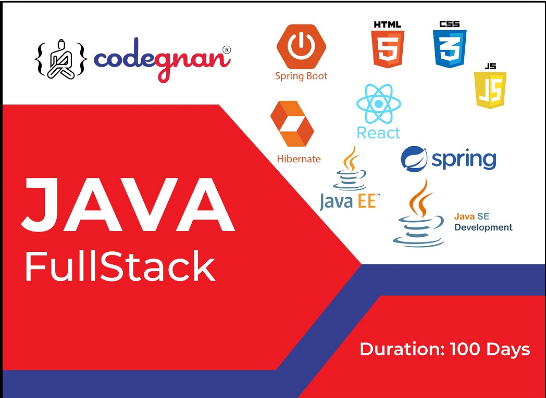 codegnan®
Spring Boot
HTML
5
CSS
3
JS
JS
React
Hibernate
Java EE™
spring
Java SE
Development
JAVA
FullStack
Duration: 100 Days